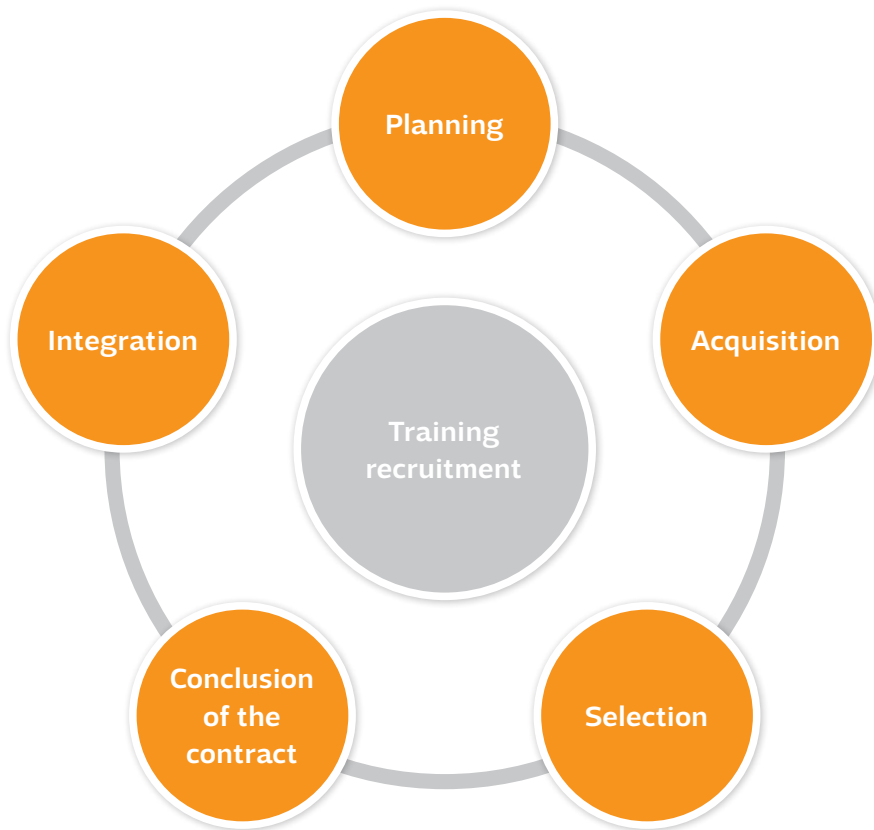 Planning
Integration
Acquisition
Training
recruitment
Conclusion
of the
contract
Selection